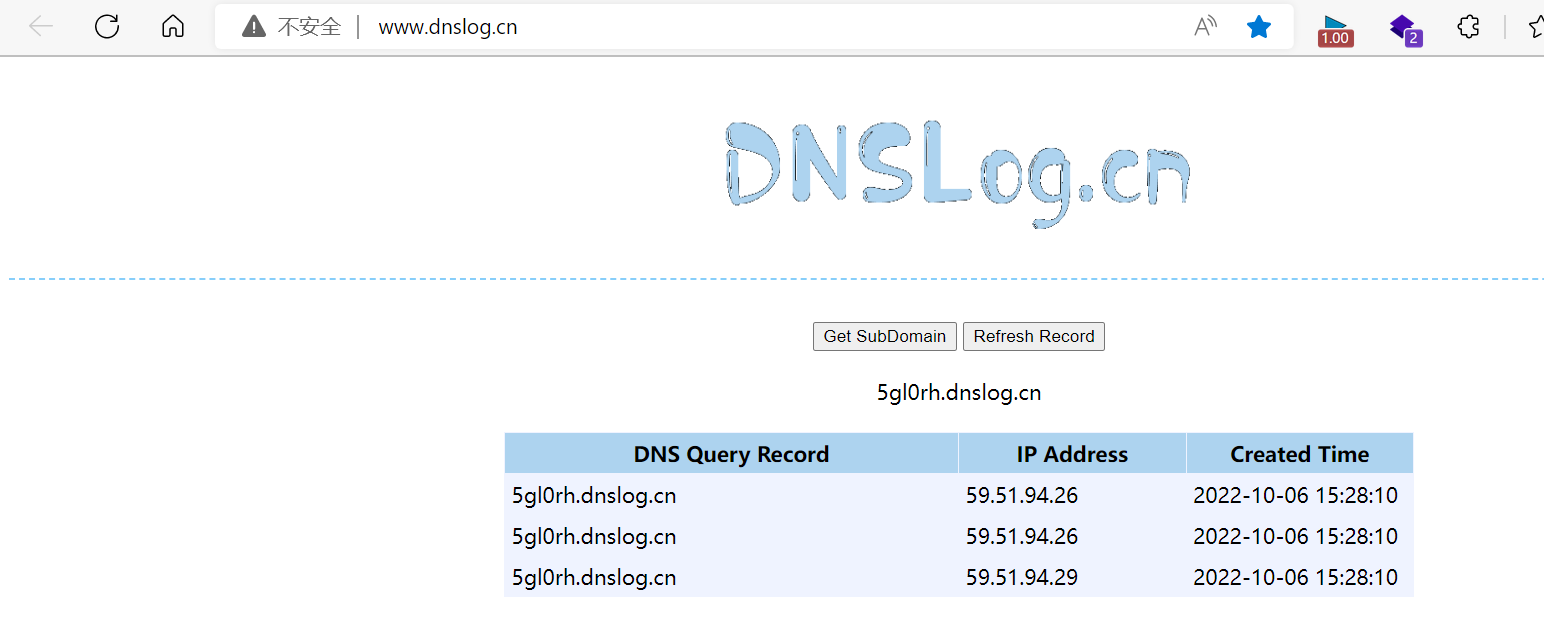 不安全 | www.dnslog.cn A 1.00 2
DNSLog.cn
Get SubDomain Refresh Record
5gl0rh.dnslog.cn
DNS Query Record IP Address Created Time
5gl0rh.dnslog.cn 59.51.94.26 2022-10-06 15:28:10
5gl0rh.dnslog.cn 59.51.94.26 2022-10-06 15:28:10
5gl0rh.dnslog.cn 59.51.94.29 2022-10-06 15:28:10